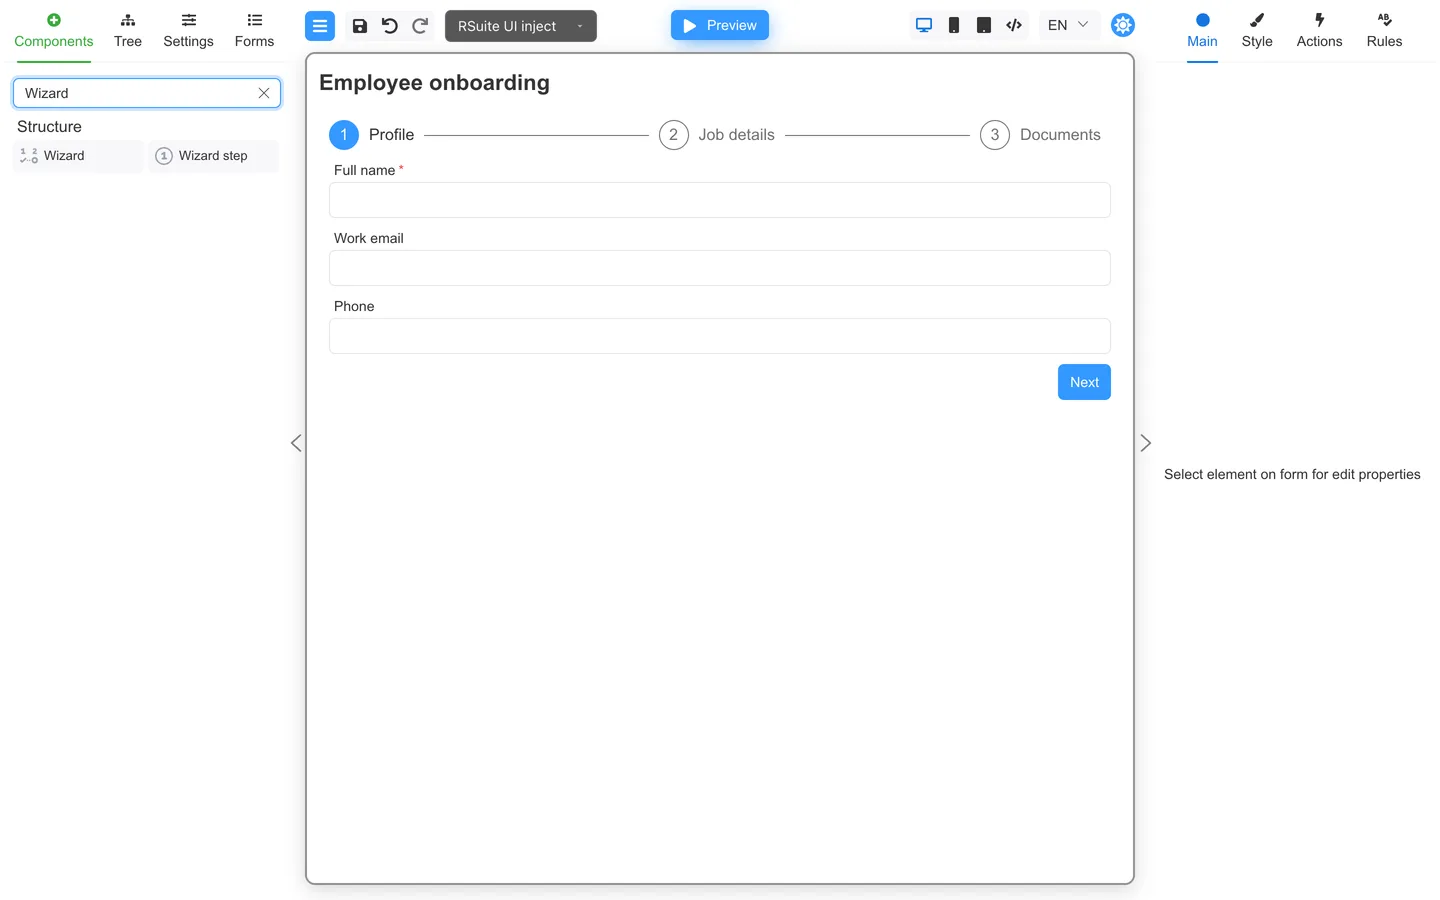 Components Tree Settings Forms
RSuite UI inject
Preview
EN
Main Style Actions Rules
Wizard
Structure
Wizard
1 Wizard step
Employee onboarding
1 Profile 2 Job details 3 Documents
Full name *
Work email
Phone
Next
Select element on form for edit properties